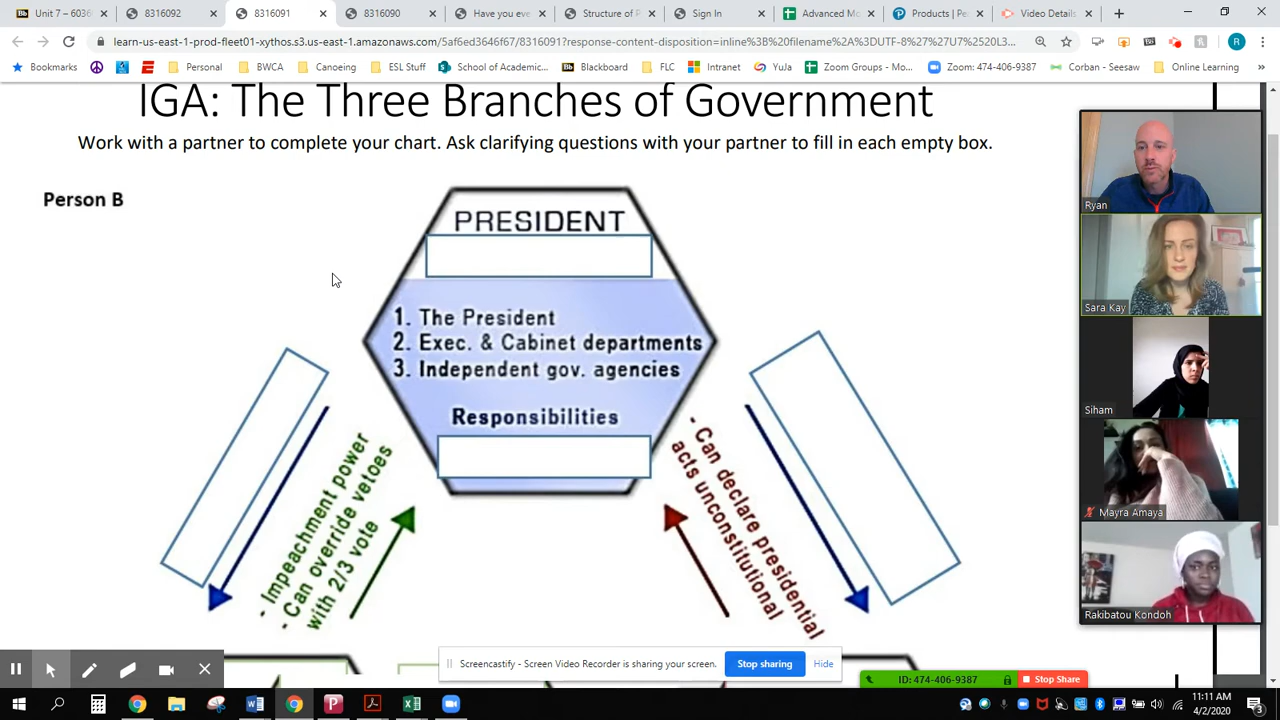 Unit 7 – 6036
8316092
8316091
8316090
Have you eve
Structure of P
Sign In
Advanced Mo
Products | Pea
Video Details
learn-us-east-1-prod-fleet01-xythos.s3.us-east-1.amazonaws.com/5af6ed3646f67/8316091?response-content-disposition=inline%3B%20filename%2A%3DUTF-8%27%27U7%2520L3...
Bookmarks
Personal
BWCA
Canoeing
ESL Stuff
School of Academic...
Blackboard
FLC
Intranet
YuJa
Zoom Groups - Mo...
Zoom: 474-406-9387
Corban - Seesaw
Online Learning
IGA: The Three Branches of Government
Work with a partner to complete your chart. Ask clarifying questions with your partner to fill in each empty box.
Person B
PRESIDENT
1. The President
2. Exec. & Cabinet departments
3. Independent gov. agencies
Responsibilities
- Impeachment power
- Can override vetoes
with 2/3 vote
- Can declare presidential
acts unconstitutional
Ryan
Sara Kay
Siham
Mayra Amaya
Rakibatou Kondoh
Screencastify - Screen Video Recorder is sharing your screen.
Stop sharing
Hide
ID: 474-406-9387
Stop Share
11:11 AM
4/2/2020